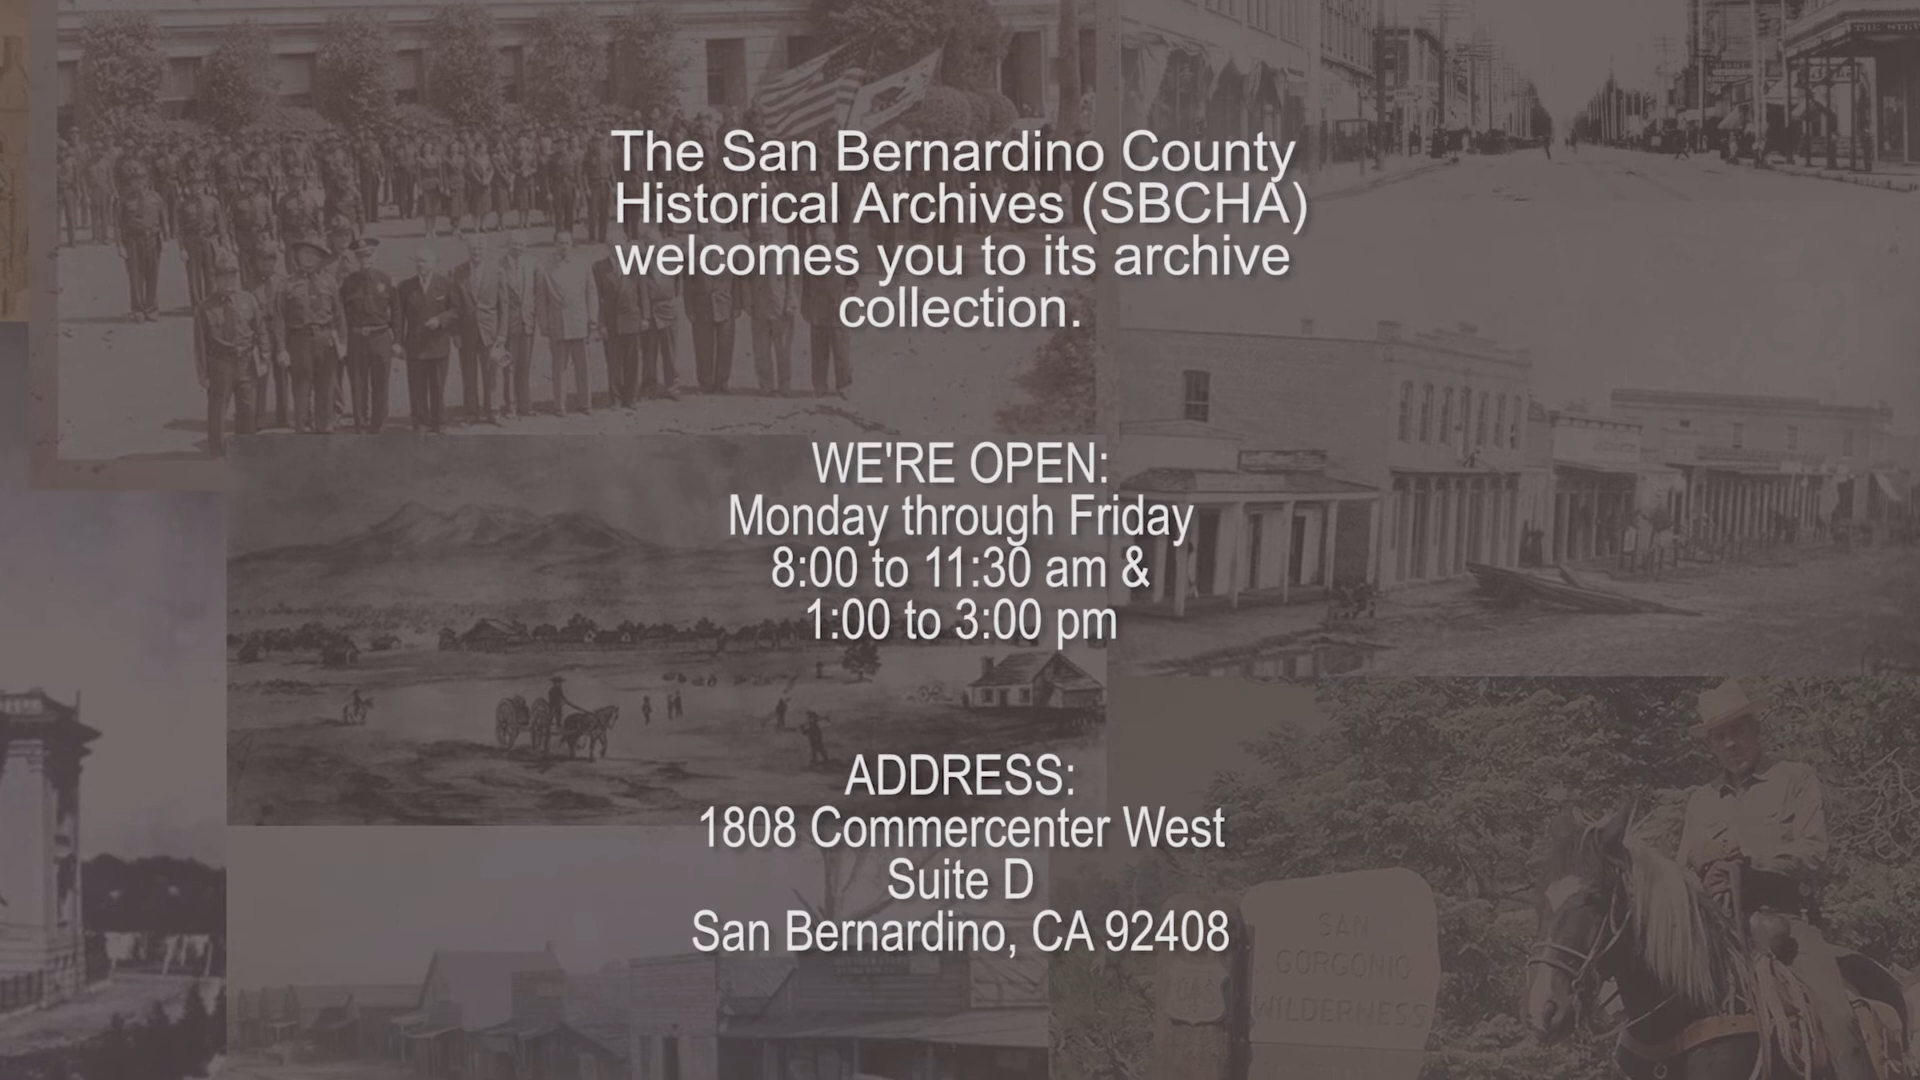 The San Bernardino County
Historical Archives (SBCHA)
welcomes you to its archive
collection.
WE'RE OPEN:
Monday through Friday
8:00 to 11:30 am &
1:00 to 3:00 pm
ADDRESS:
1808 Commercenter West
Suite D
San Bernardino, CA 92408
SAN
GORGONIO
WILDERNESS